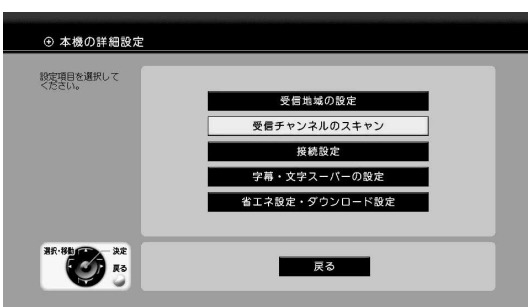 本機の詳細設定
設定項目を選択して
ください。
受信地域の設定
受信チャンネルのスキャン
接続設定
字幕・文字スーパーの設定
省エネ設定・ダウンロード設定
選択・移動
決定
戻る
戻る